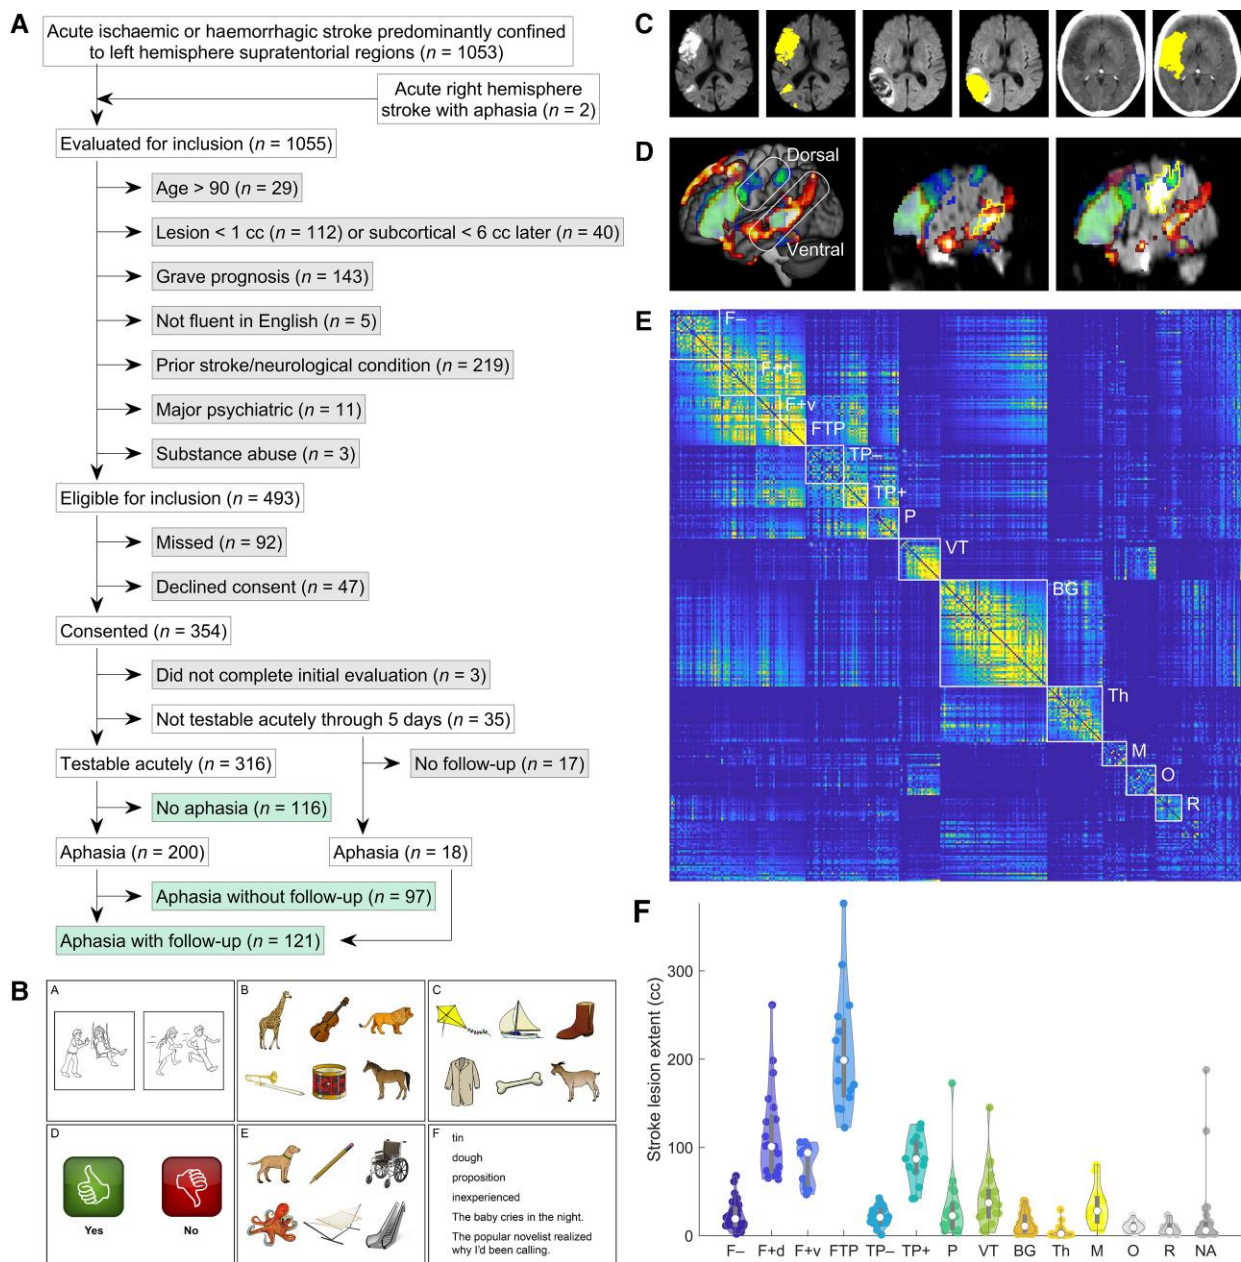 A
Acute ischaemic or haemorrhagic stroke predominantly confined
to left hemisphere supratentorial regions (n = 1053)
Acute right hemisphere
stroke with aphasia (n = 2)
Evaluated for inclusion (n = 1055)
Age > 90 (n = 29)
Lesion < 1 cc (n = 112) or subcortical < 6 cc later (n = 40)
Grave prognosis (n = 143)
Not fluent in English (n = 5)
Prior stroke/neurological condition (n = 219)
Major psychiatric (n = 11)
Substance abuse (n = 3)
Eligible for inclusion (n = 493)
Missed (n = 92)
Declined consent (n = 47)
Consented (n = 354)
Did not complete initial evaluation (n = 3)
Not testable acutely through 5 days (n = 35)
Testable acutely (n = 316)
No follow-up (n = 17)
No aphasia (n = 116)
Aphasia (n = 200)
Aphasia (n = 18)
Aphasia without follow-up (n = 97)
Aphasia with follow-up (n = 121)
B
A
B
C
D
Yes
No
E
F
tin
dough
proposition
inexperienced
The baby cries in the night.
The popular novelist realized
why I'd been calling.
C
D
Dorsal
Ventral
E
F–
F+d
F+v
FTP
TP–
TP+
P
VT
BG
Th
M
O
R
F
Stroke lesion extent (cc)
300
200
100
0
F– F+d F+v FTP TP– TP+ P VT BG Th M O R NA